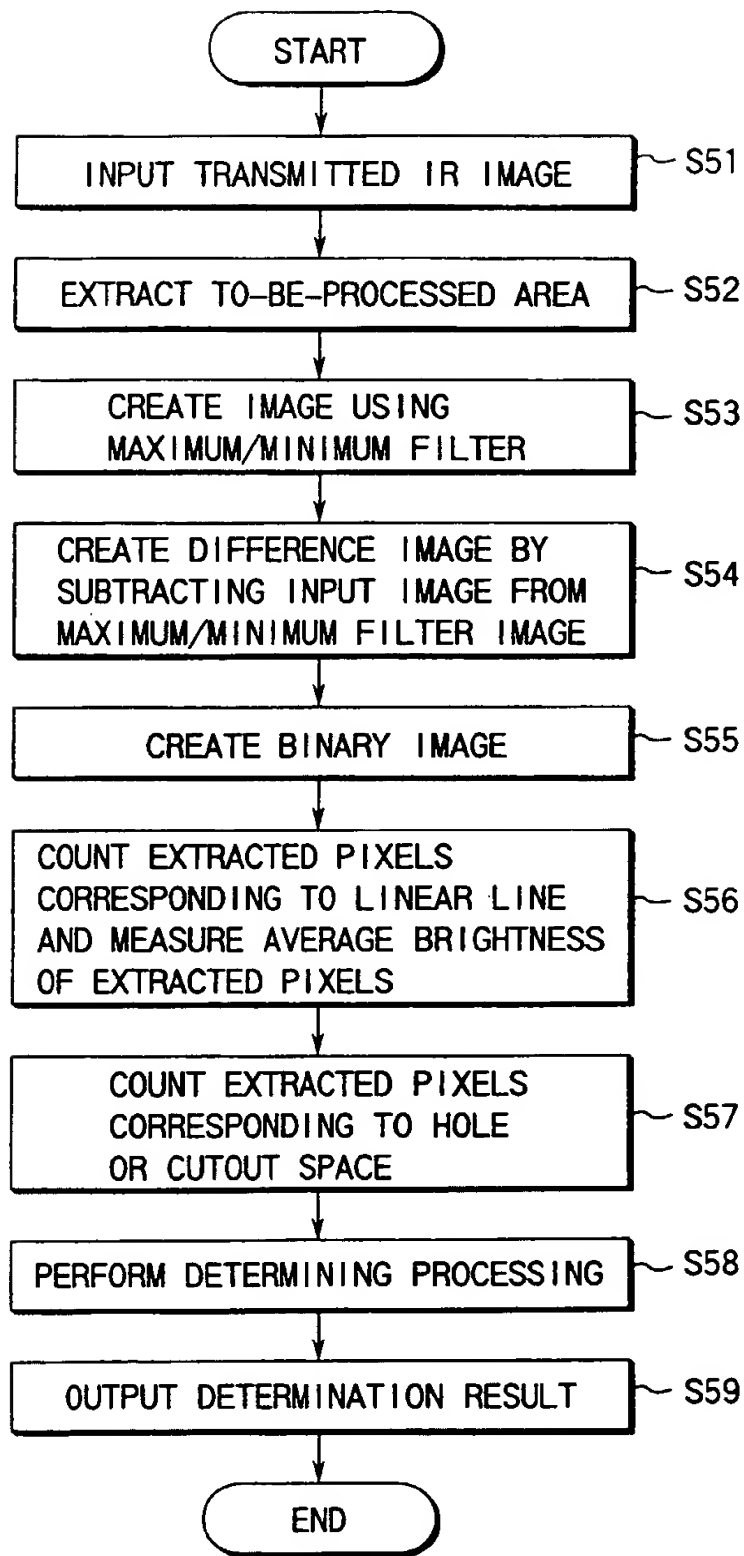 START
INPUT TRANSMITTED IR IMAGE
S51
EXTRACT TO-BE-PROCESSED AREA
S52
CREATE IMAGE USING
MAXIMUM/MINIMUM FILTER
S53
CREATE DIFFERENCE IMAGE BY
SUBTRACTING INPUT IMAGE FROM
MAXIMUM/MINIMUM FILTER IMAGE
S54
CREATE BINARY IMAGE
S55
COUNT EXTRACTED PIXELS
CORRESPONDING TO LINEAR LINE
AND MEASURE AVERAGE BRIGHTNESS
OF EXTRACTED PIXELS
S56
COUNT EXTRACTED PIXELS
CORRESPONDING TO HOLE
OR CUTOUT SPACE
S57
PERFORM DETERMINING PROCESSING
S58
OUTPUT DETERMINATION RESULT
S59
END